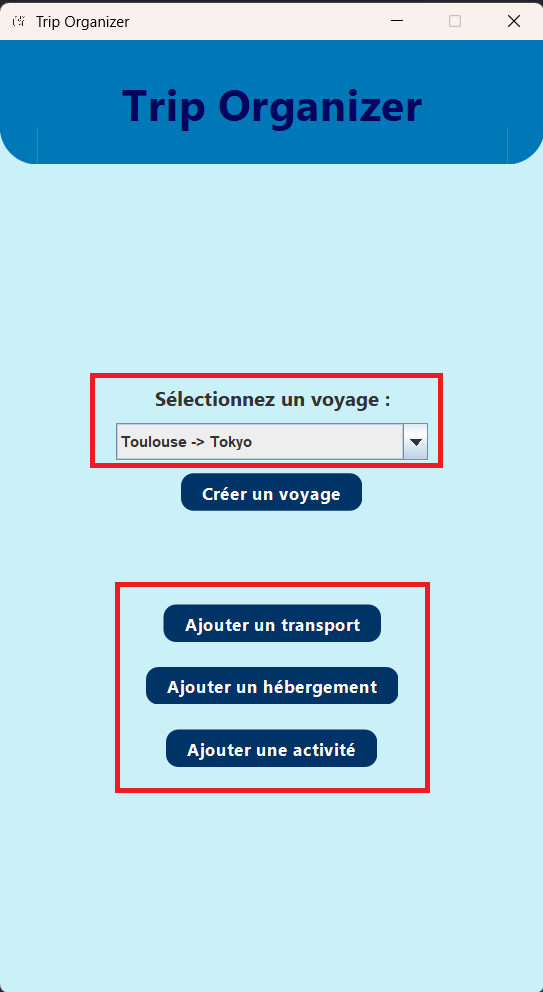 Trip Organizer
Trip Organizer
Sélectionnez un voyage :
Toulouse -> Tokyo
Créer un voyage
Ajouter un transport
Ajouter un hébergement
Ajouter une activité